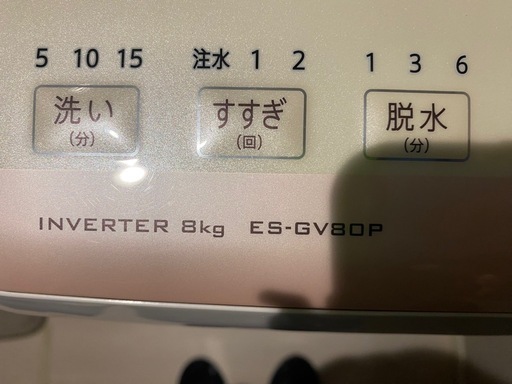 5 10 15 注水 1 2 1 3 6
洗い すすぎ 脱水
(分) (回) (分)
INVERTER 8kg ES-GV80P